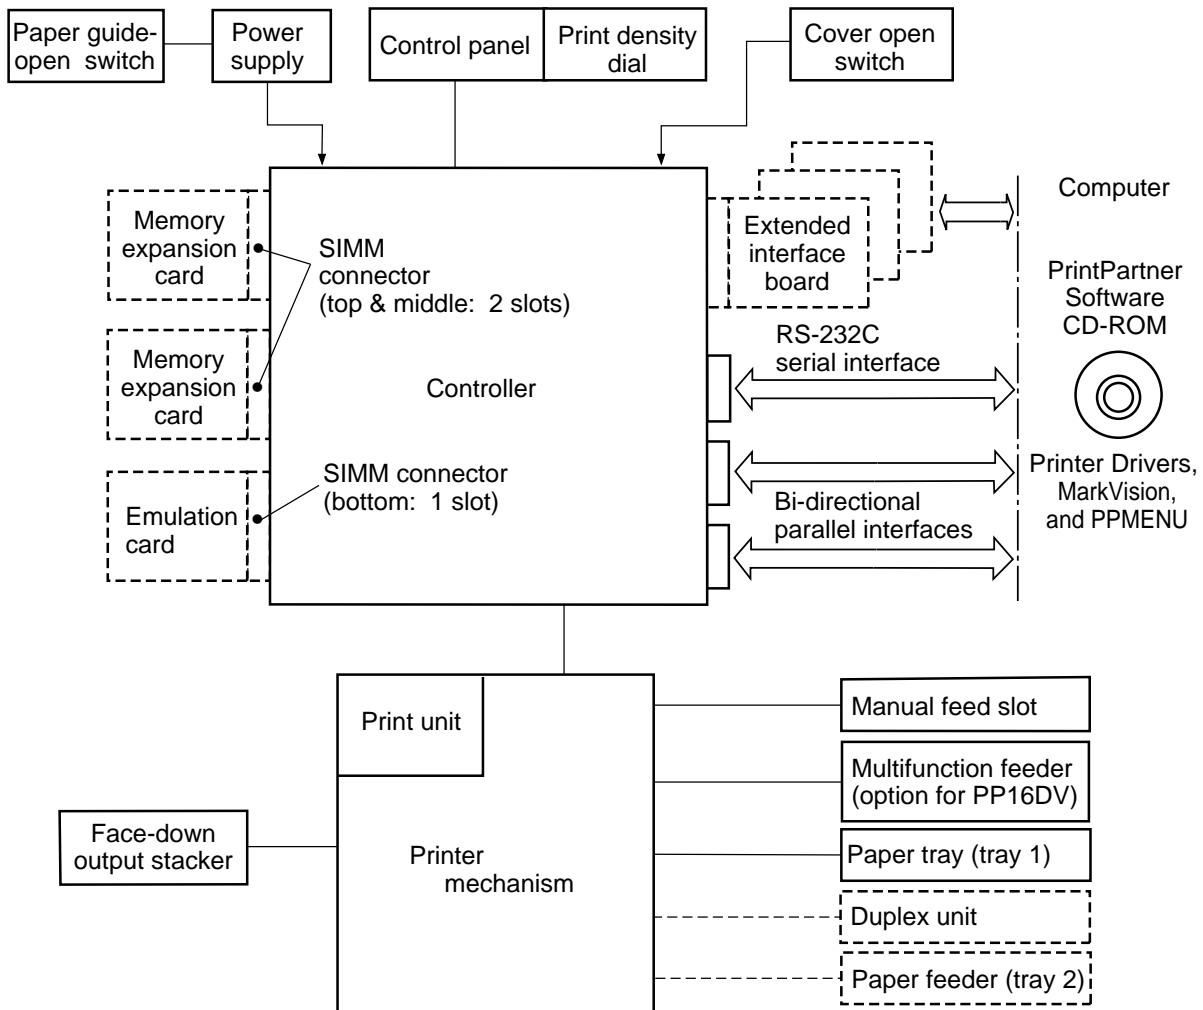 Paper guide-
open switch
Power
supply
Control panel
Print density
dial
Cover open
switch
Memory
expansion
card
SIMM
connector
(top & middle: 2 slots)
Extended
interface
board
Computer
PrintPartner
Software
CD-ROM
RS-232C
serial interface
Memory
expansion
card
Controller
Printer Drivers,
MarkVision,
and PPMENU
SIMM connector
(bottom: 1 slot)
Emulation
card
Bi-directional
parallel interfaces
Print unit
Manual feed slot
Multifunction feeder
(option for PP16DV)
Face-down
output stacker
Printer
mechanism
Paper tray (tray 1)
Duplex unit
Paper feeder (tray 2)